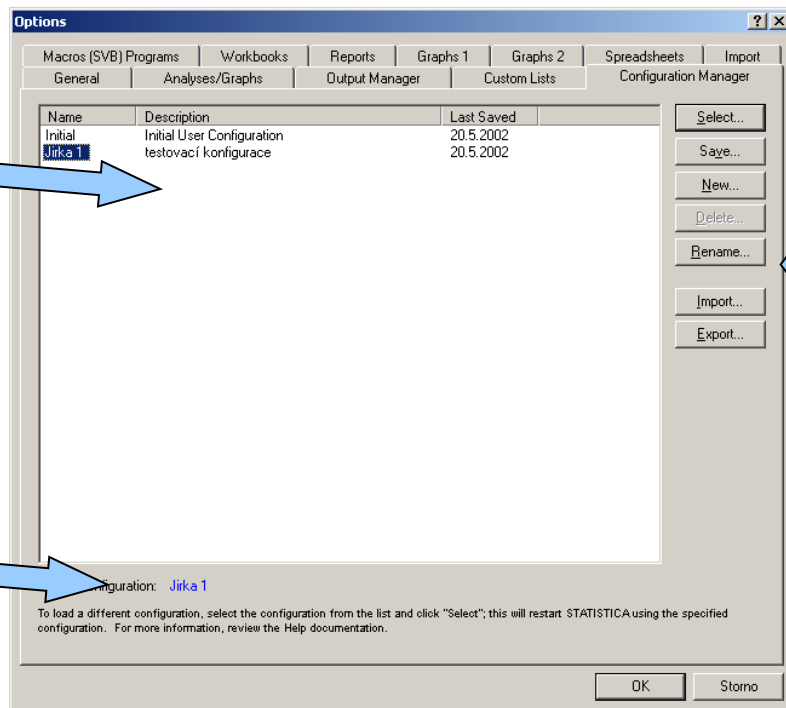 Options
Macros (SVB) Programs Workbooks Reports Graphs 1 Graphs 2 Spreadsheets Import
General Analyses/Graphs Output Manager Custom Lists Configuration Manager
Name Description Last Saved
Initial Initial User Configuration 20.5.2002
Jirka 1 testovací konfigurace 20.5.2002
Select...
Save...
New...
Delete...
Rename...
Import...
Export...
nfiguration: Jirka 1
To load a different configuration, select the configuration from the list and click "Select"; this will restart STATISTICA using the specified
configuration. For more information, review the Help documentation.
OK Storno